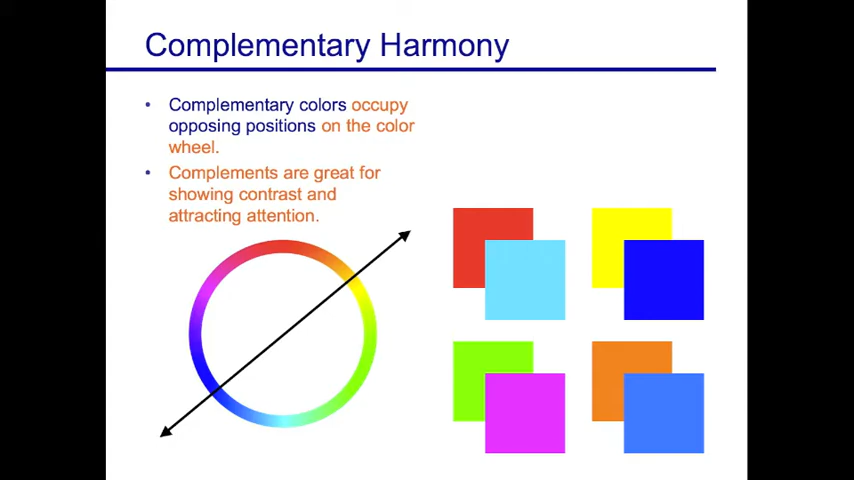 Complementary Harmony
• Complementary colors occupy
opposing positions on the color
wheel.
• Complements are great for
showing contrast and
attracting attention.